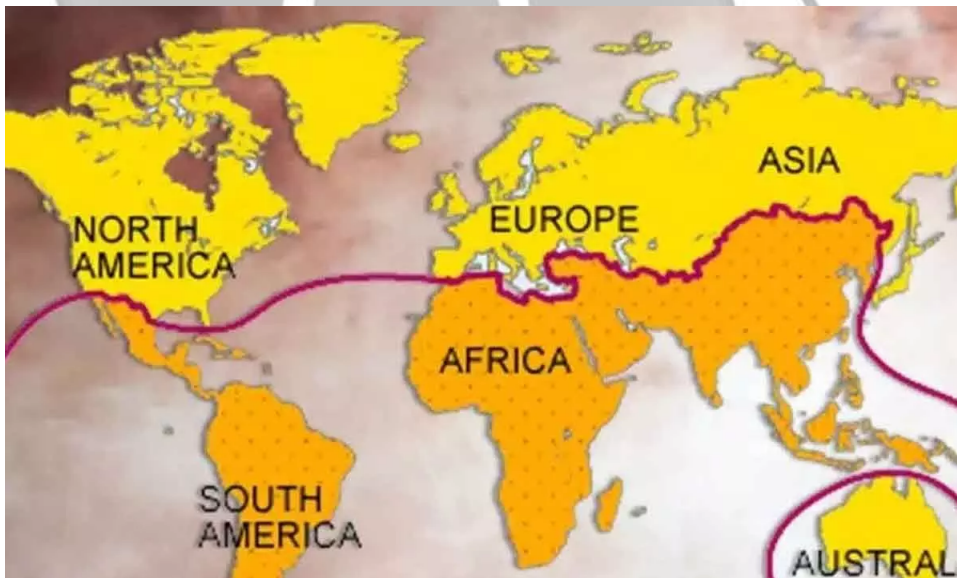 ASIA
NORTH
AMERICA
EUROPE
AFRICA
SOUTH
AMERICA
AUSTRAL